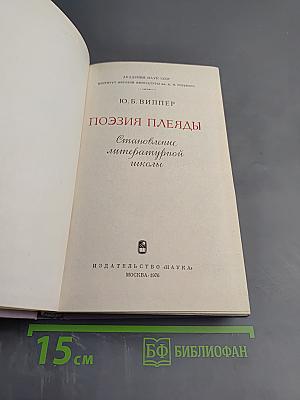 АКАДЕМИЯ НАУК СССР
ИНСТИТУТ МИРОВОЙ ЛИТЕРАТУРЫ им. А. М. ГОРЬКОГО
Ю. Б. ВИППЕР
ПОЭЗИЯ ПЛЕЯДЫ
Становление
литературной
школы
ИЗДАТЕЛЬСТВО «НАУКА»
МОСКВА · 1976
15 см
БФ БИБЛИОФАН